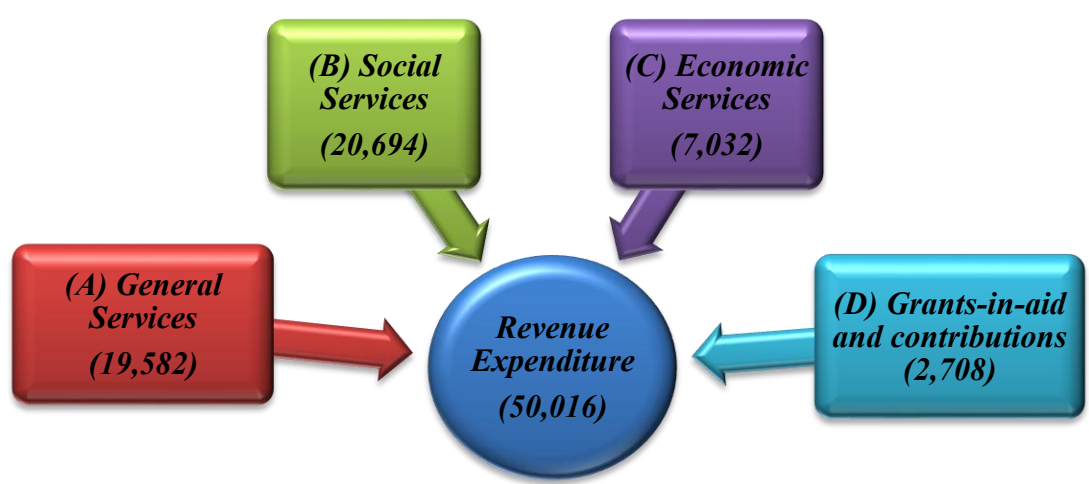 (B) Social
Services
(20,694)
(C) Economic
Services
(7,032)
(A) General
Services
(19,582)
Revenue
Expenditure
(50,016)
(D) Grants-in-aid
and contributions
(2,708)